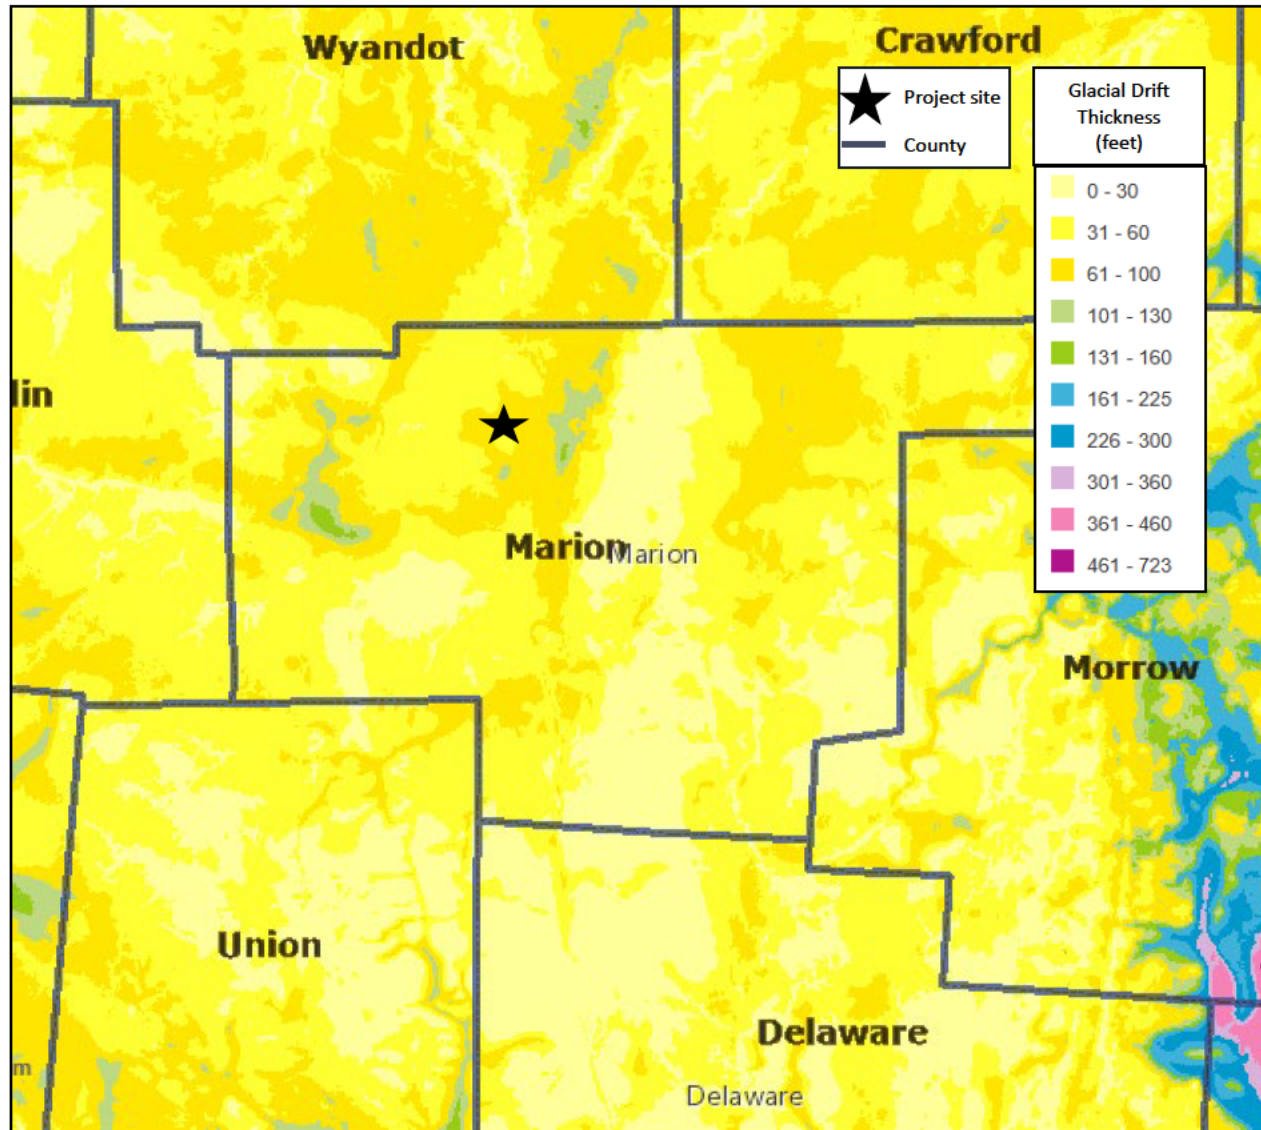 Wyandot
Crawford
Project site
County
Glacial Drift
Thickness
(feet)
0 - 30
31 - 60
61 - 100
101 - 130
131 - 160
161 - 225
226 - 300
301 - 360
361 - 460
461 - 723
lin
Marion
Marion
Morrow
Union
Delaware
m
Delaware